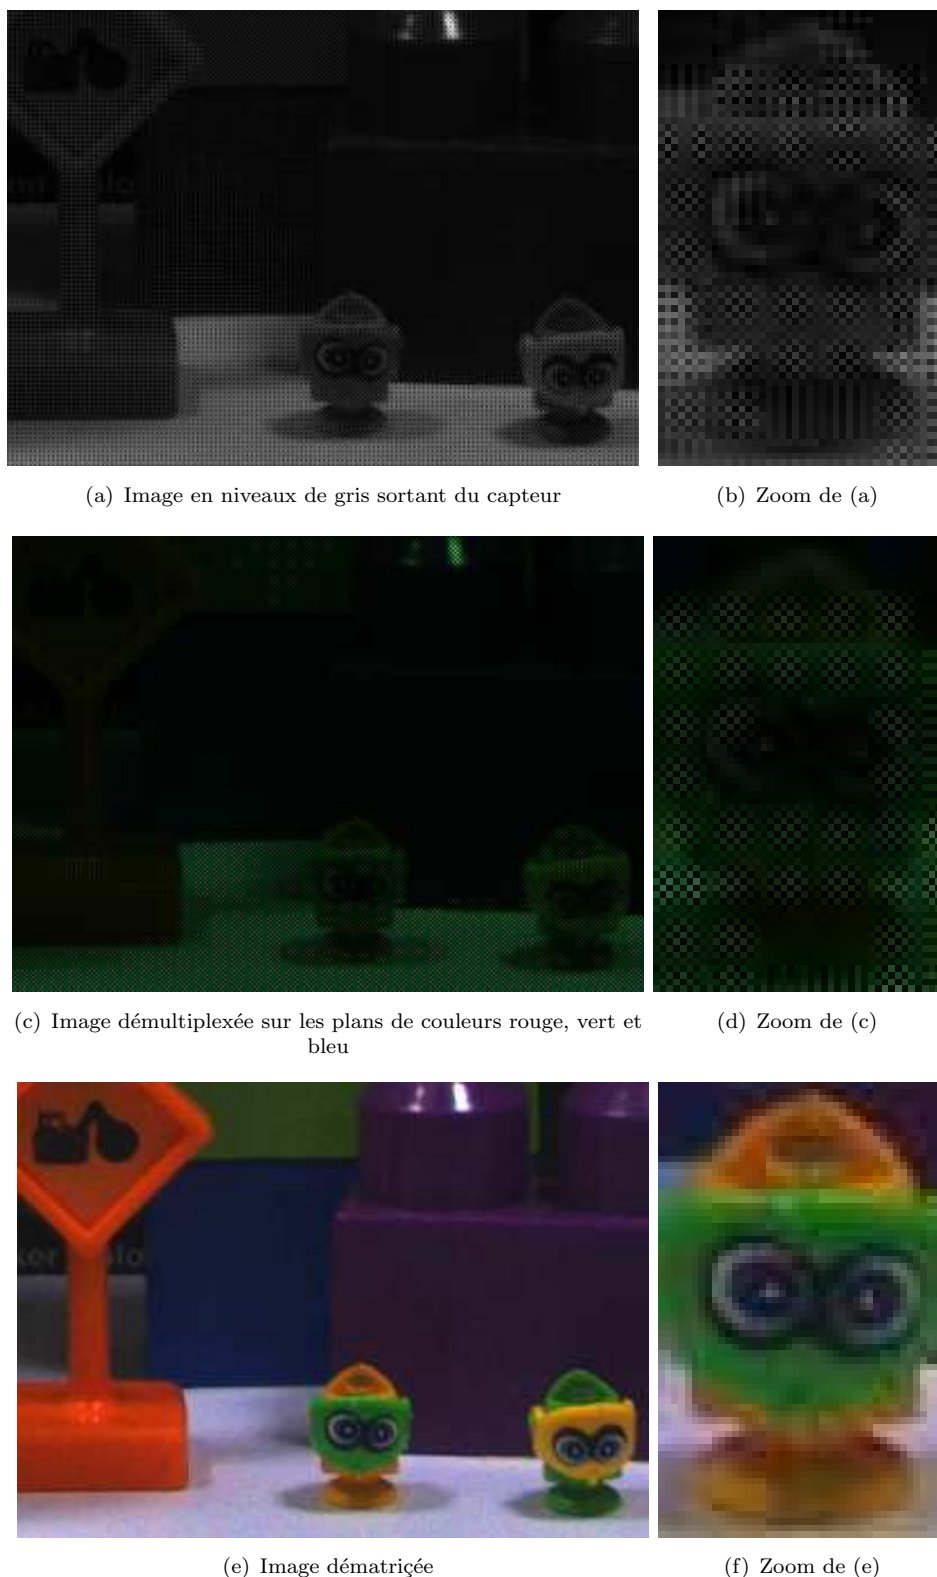 (a) Image en niveaux de gris sortant du capteur
(b) Zoom de (a)
(c) Image démultiplexée sur les plans de couleurs rouge, vert et
bleu
(d) Zoom de (c)
(e) Image dématriçée
(f) Zoom de (e)